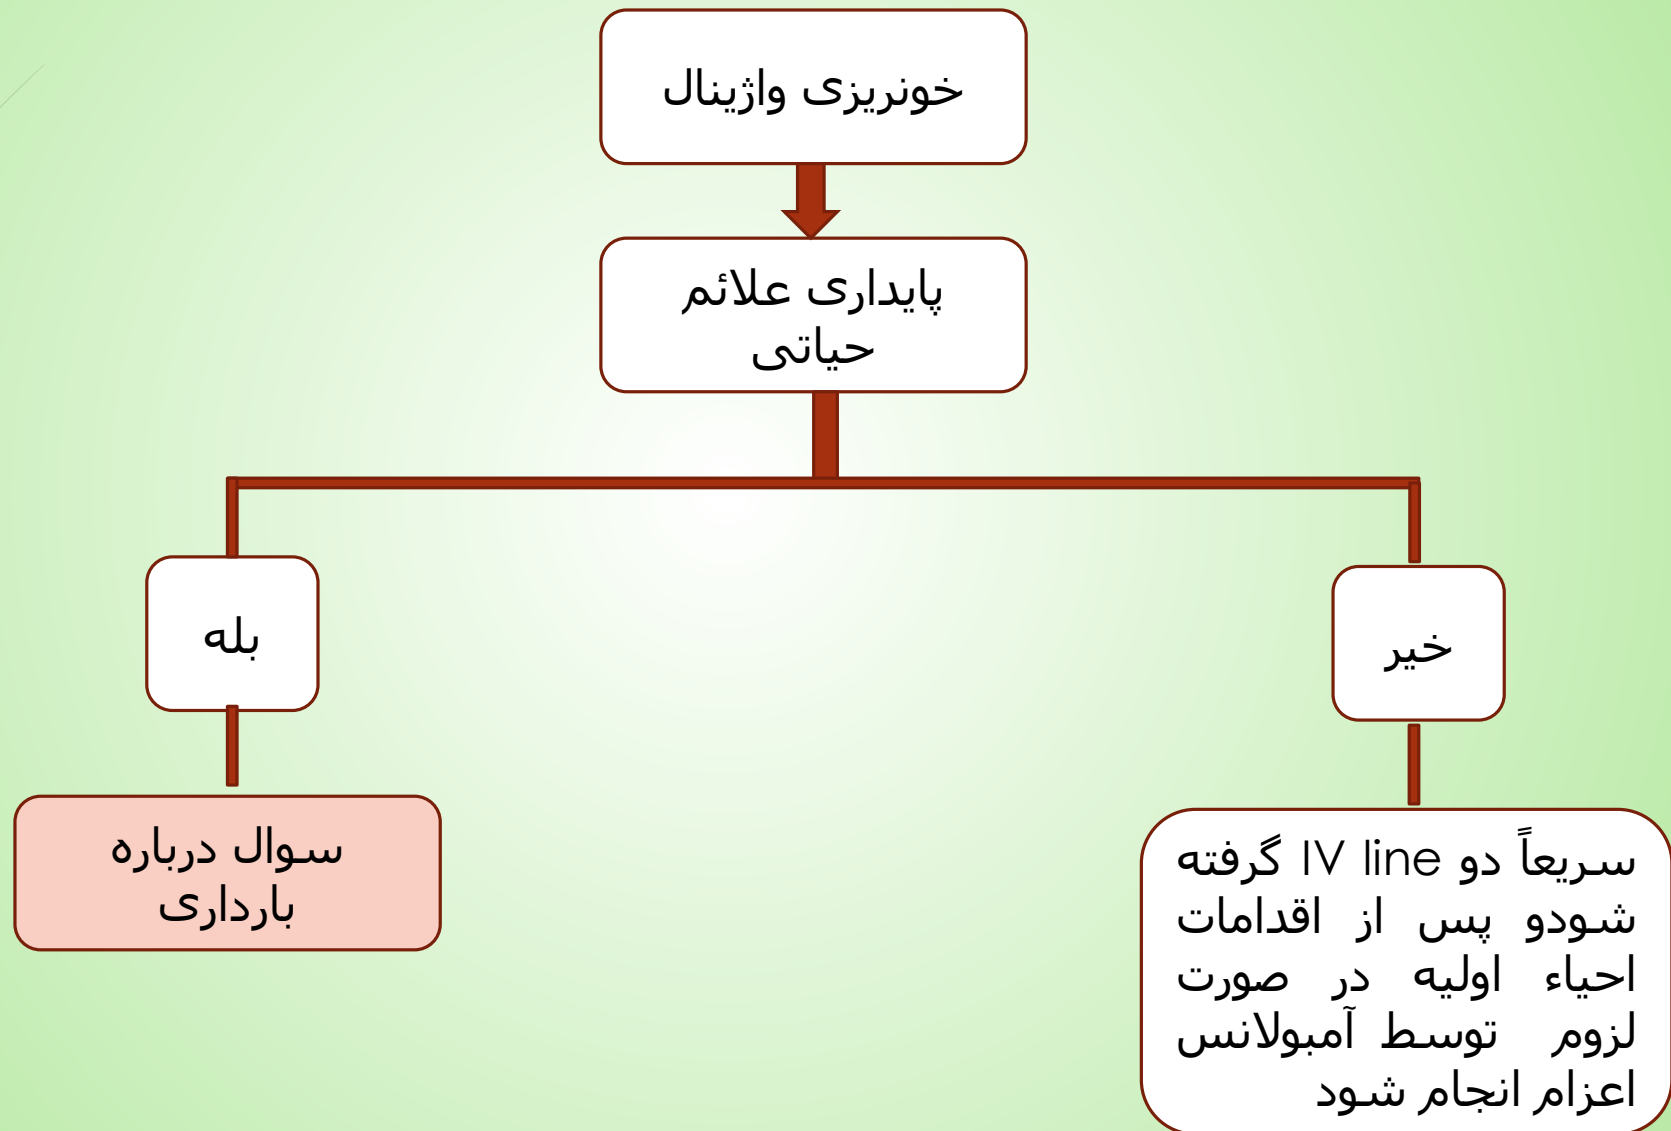 خونریزی واژینال
پایداری علائم
حیاتی
بله
خیر
سوال درباره
بارداری
سریعاً دو IV line گرفته
شودو پس از اقدامات
احیاء اولیه در صورت
لزوم توسط آمبولانس
اعزام انجام شود